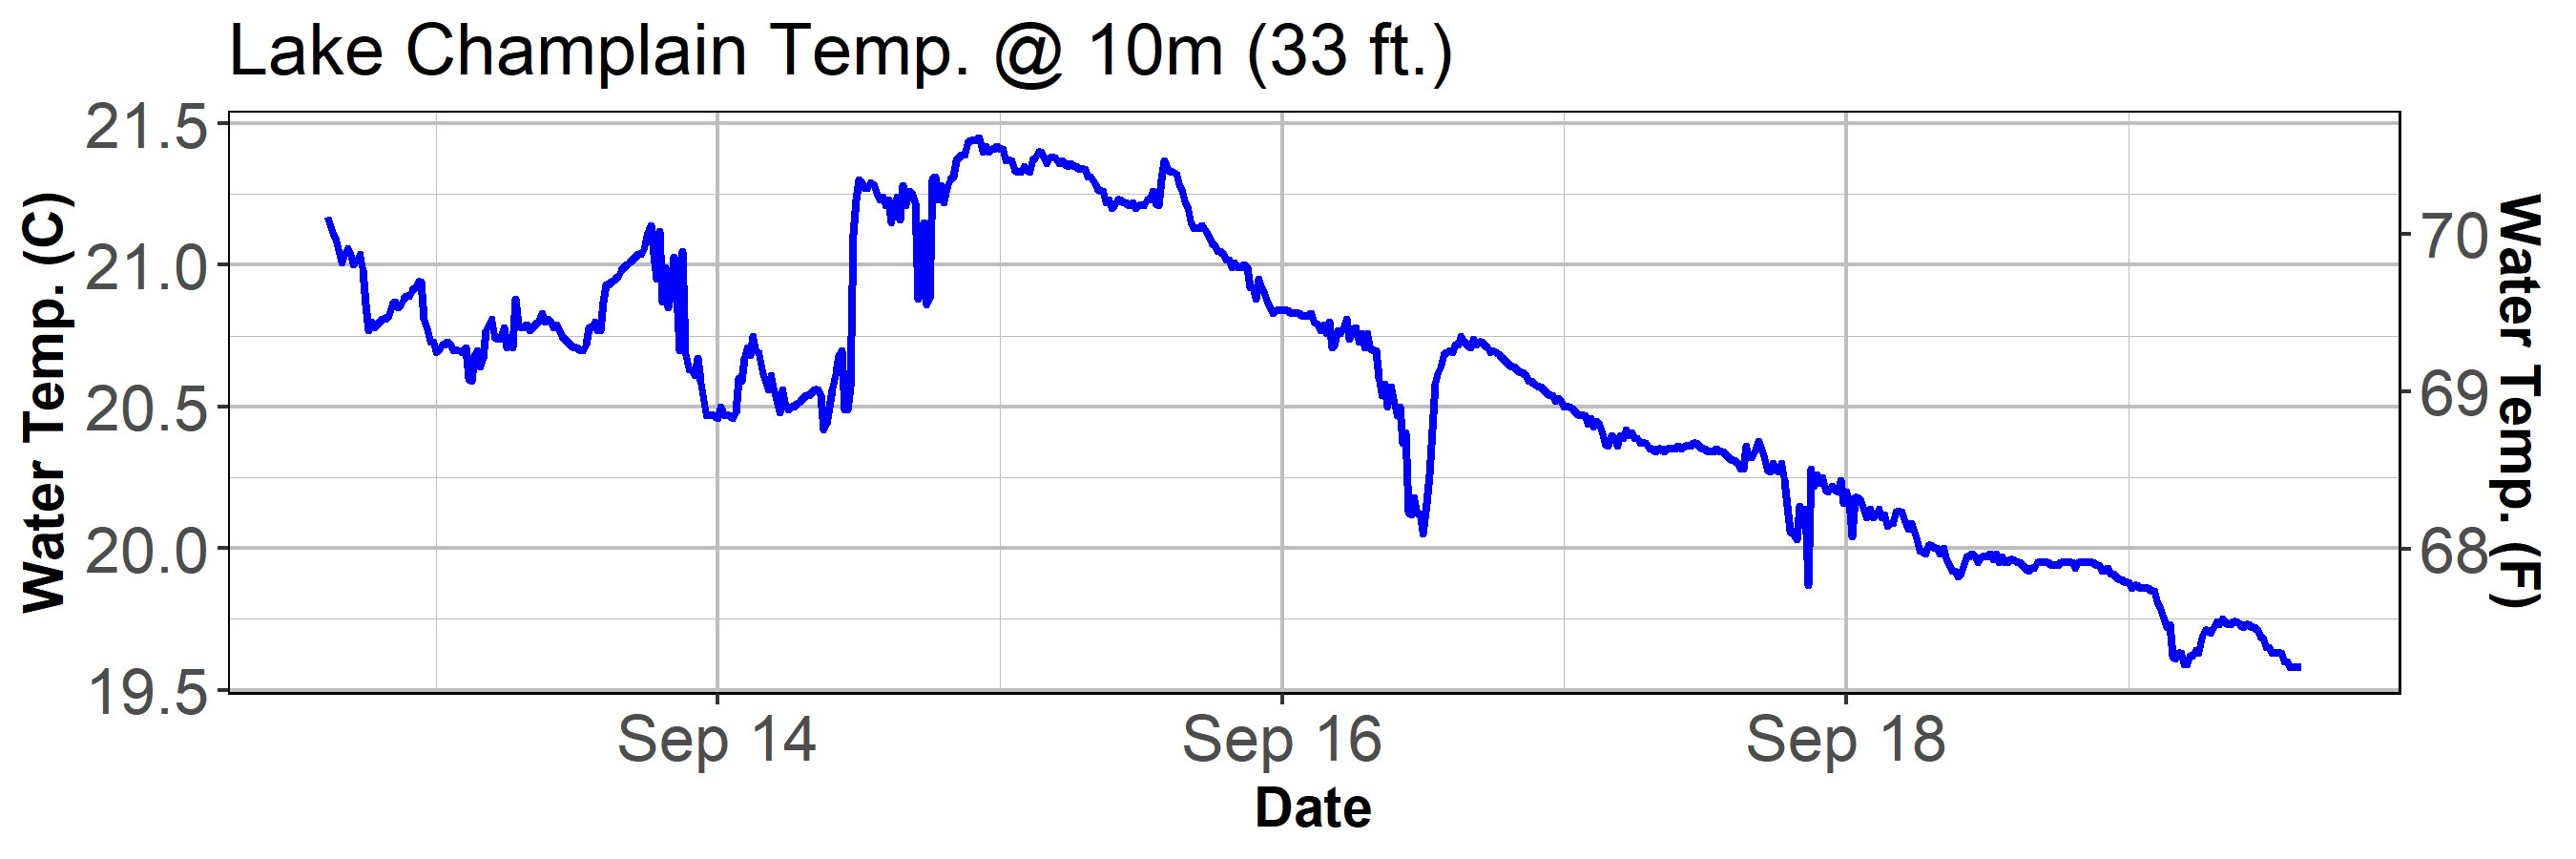 Lake Champlain Temp. @ 10m (33 ft.)
Water Temp. (C)
21.5
21.0
20.5
20.0
19.5
70
69
68
Water Temp. (F)
Sep 14
Sep 16
Sep 18
Date